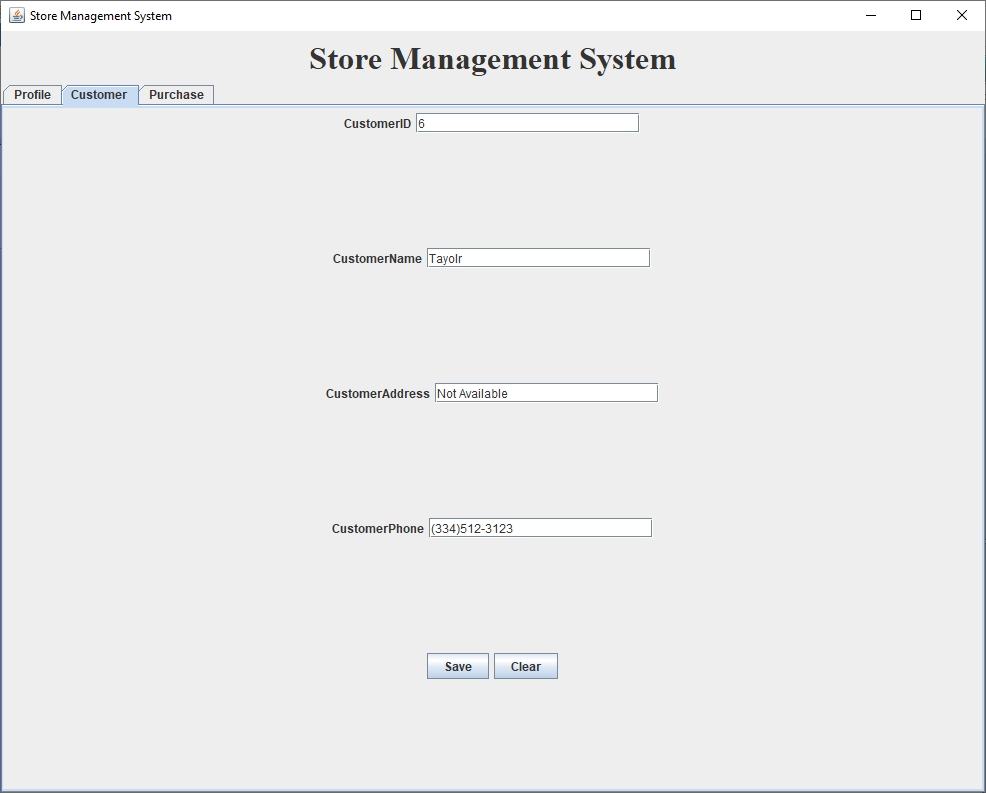 Store Management System
Store Management System
Profile Customer Purchase
CustomerID 6
CustomerName Tayolr
CustomerAddress Not Available
CustomerPhone (334)512-3123
Save Clear